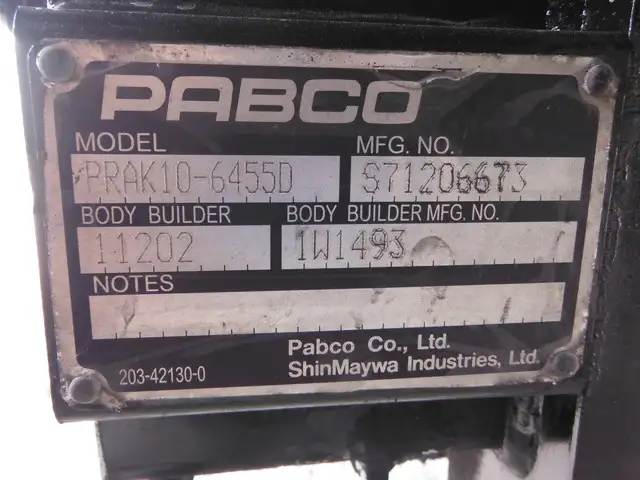 PABCO
MODEL MFG. NO.
PRAK10-6455D S71206673
BODY BUILDER BODY BUILDER MFG. NO.
11202 1W1493
NOTES
Pabco Co., Ltd.
203-42130-0 ShinMaywa Industries, Ltd.